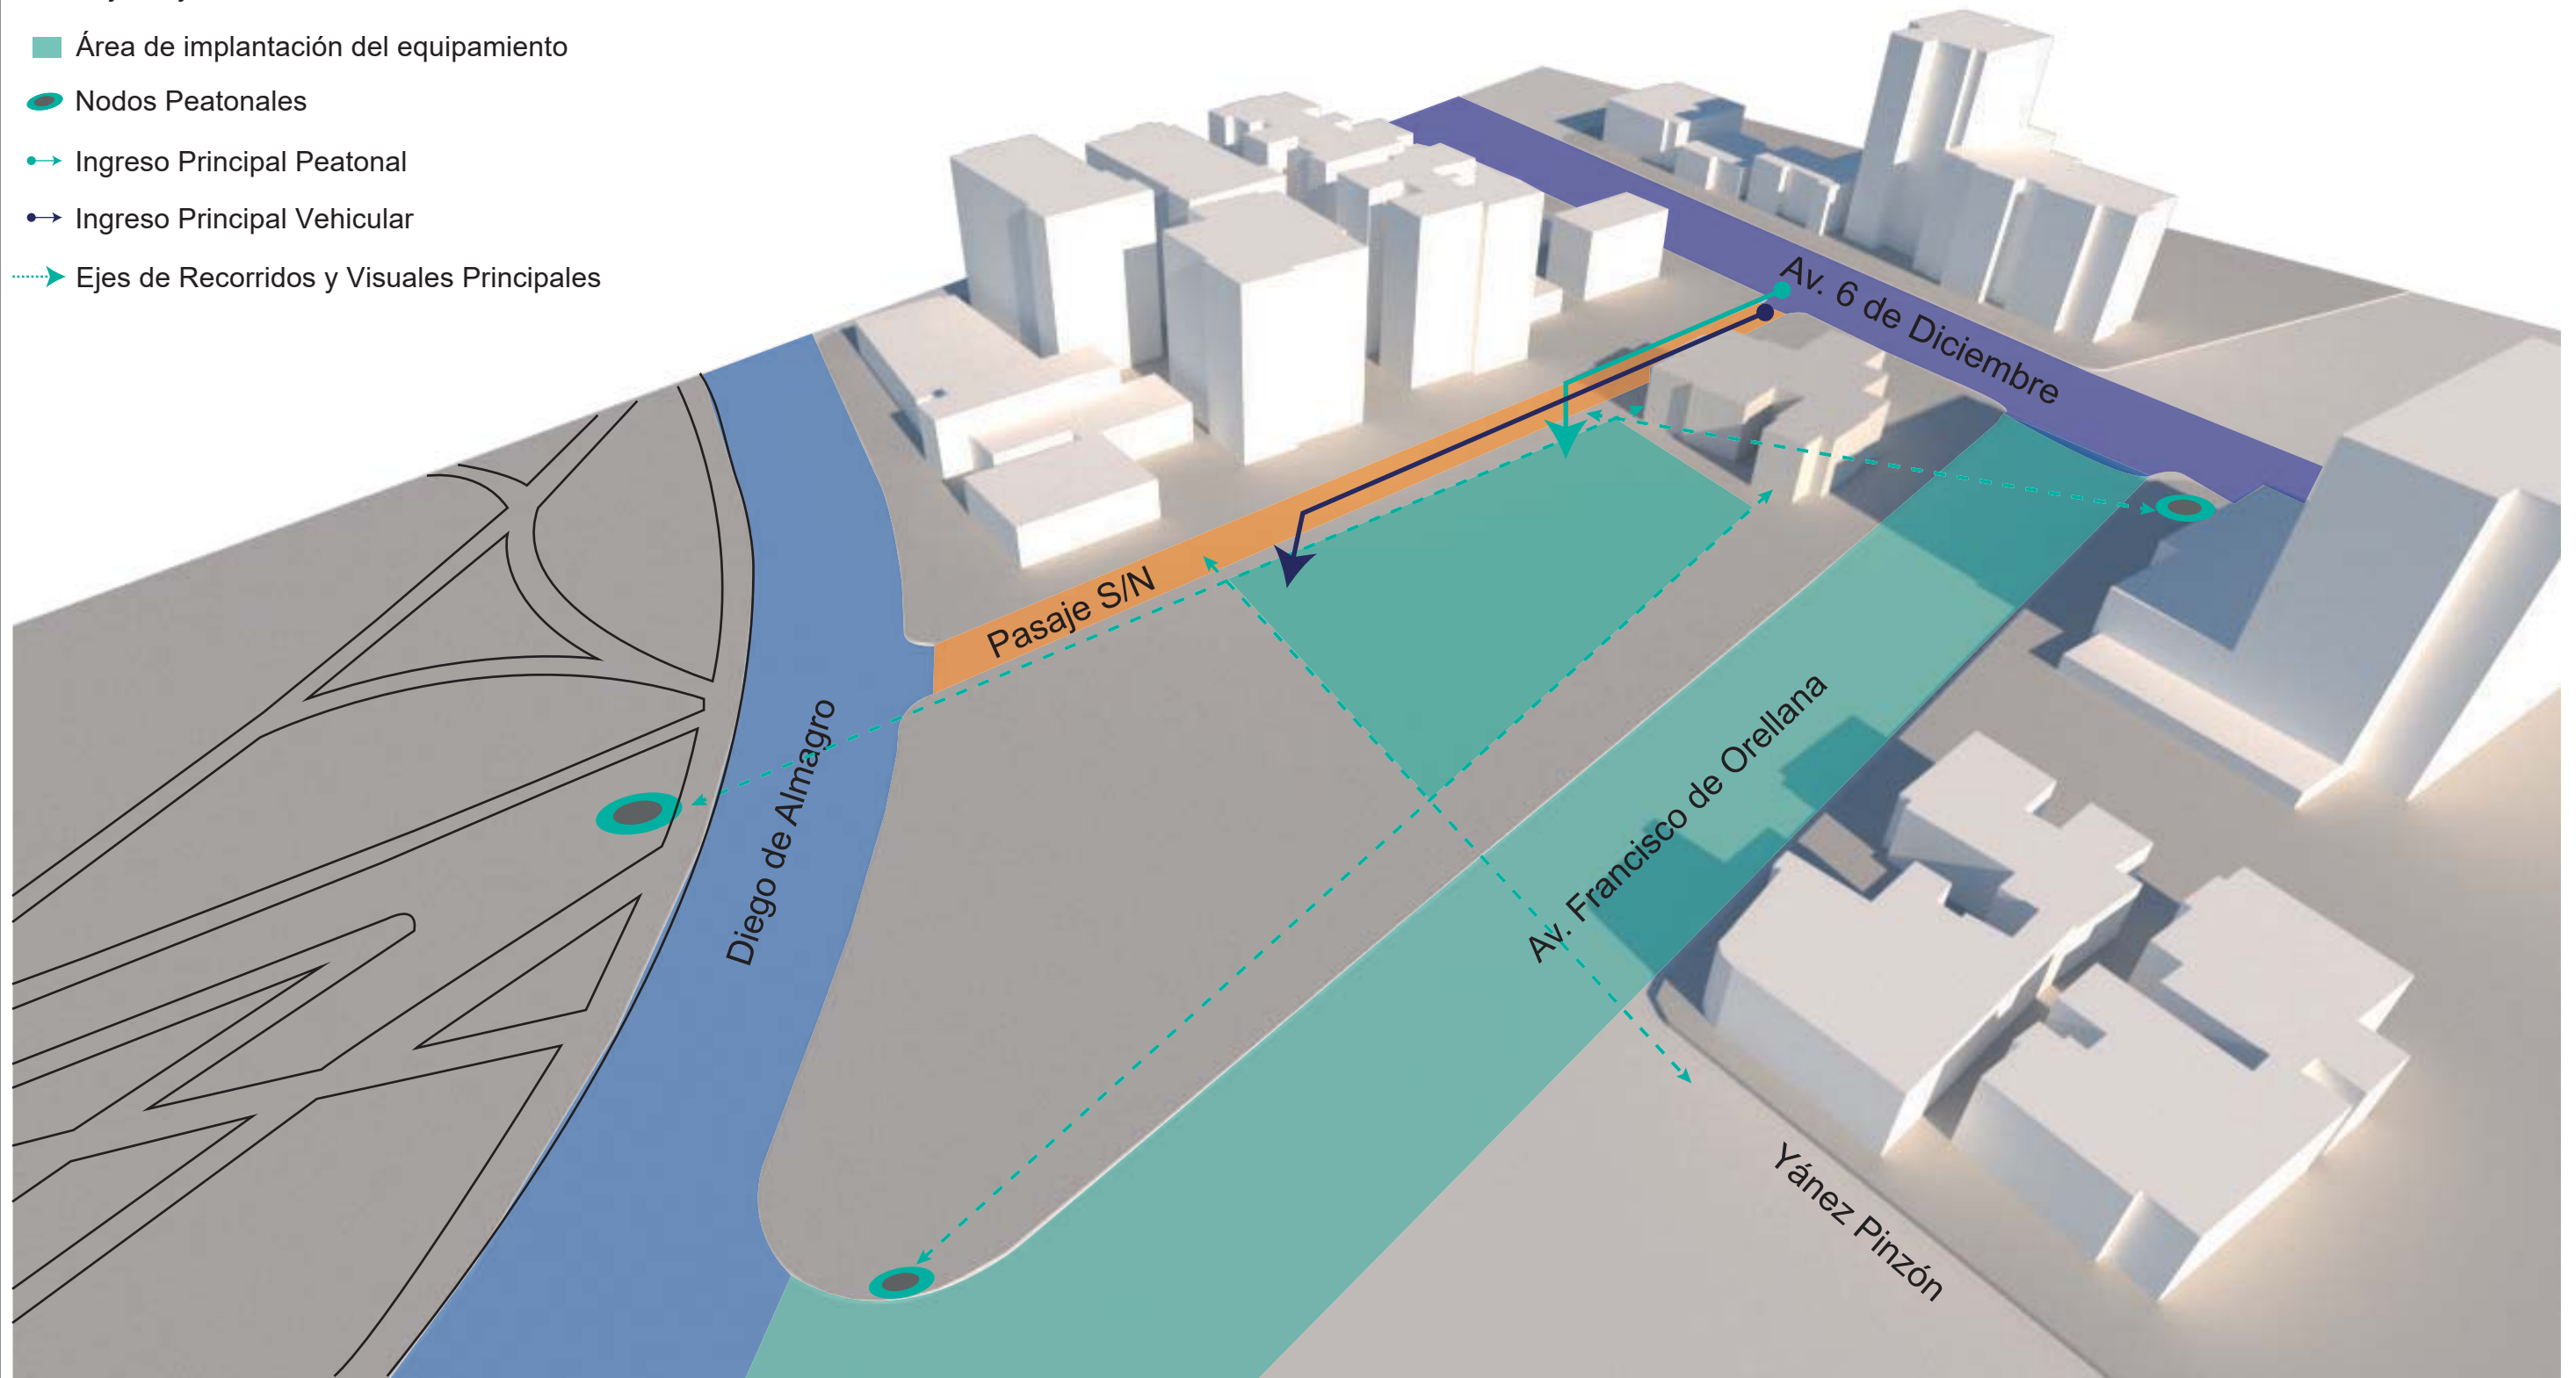 Área de implantación del equipamiento
Nodos Peatonales
Ingreso Principal Peatonal
Ingreso Principal Vehicular
Ejes de Recorridos y Visuales Principales
Av. 6 de Diciembre
Pasaje S/N
Diego de Almagro
Av. Francisco de Orellana
Yánez Pinzón